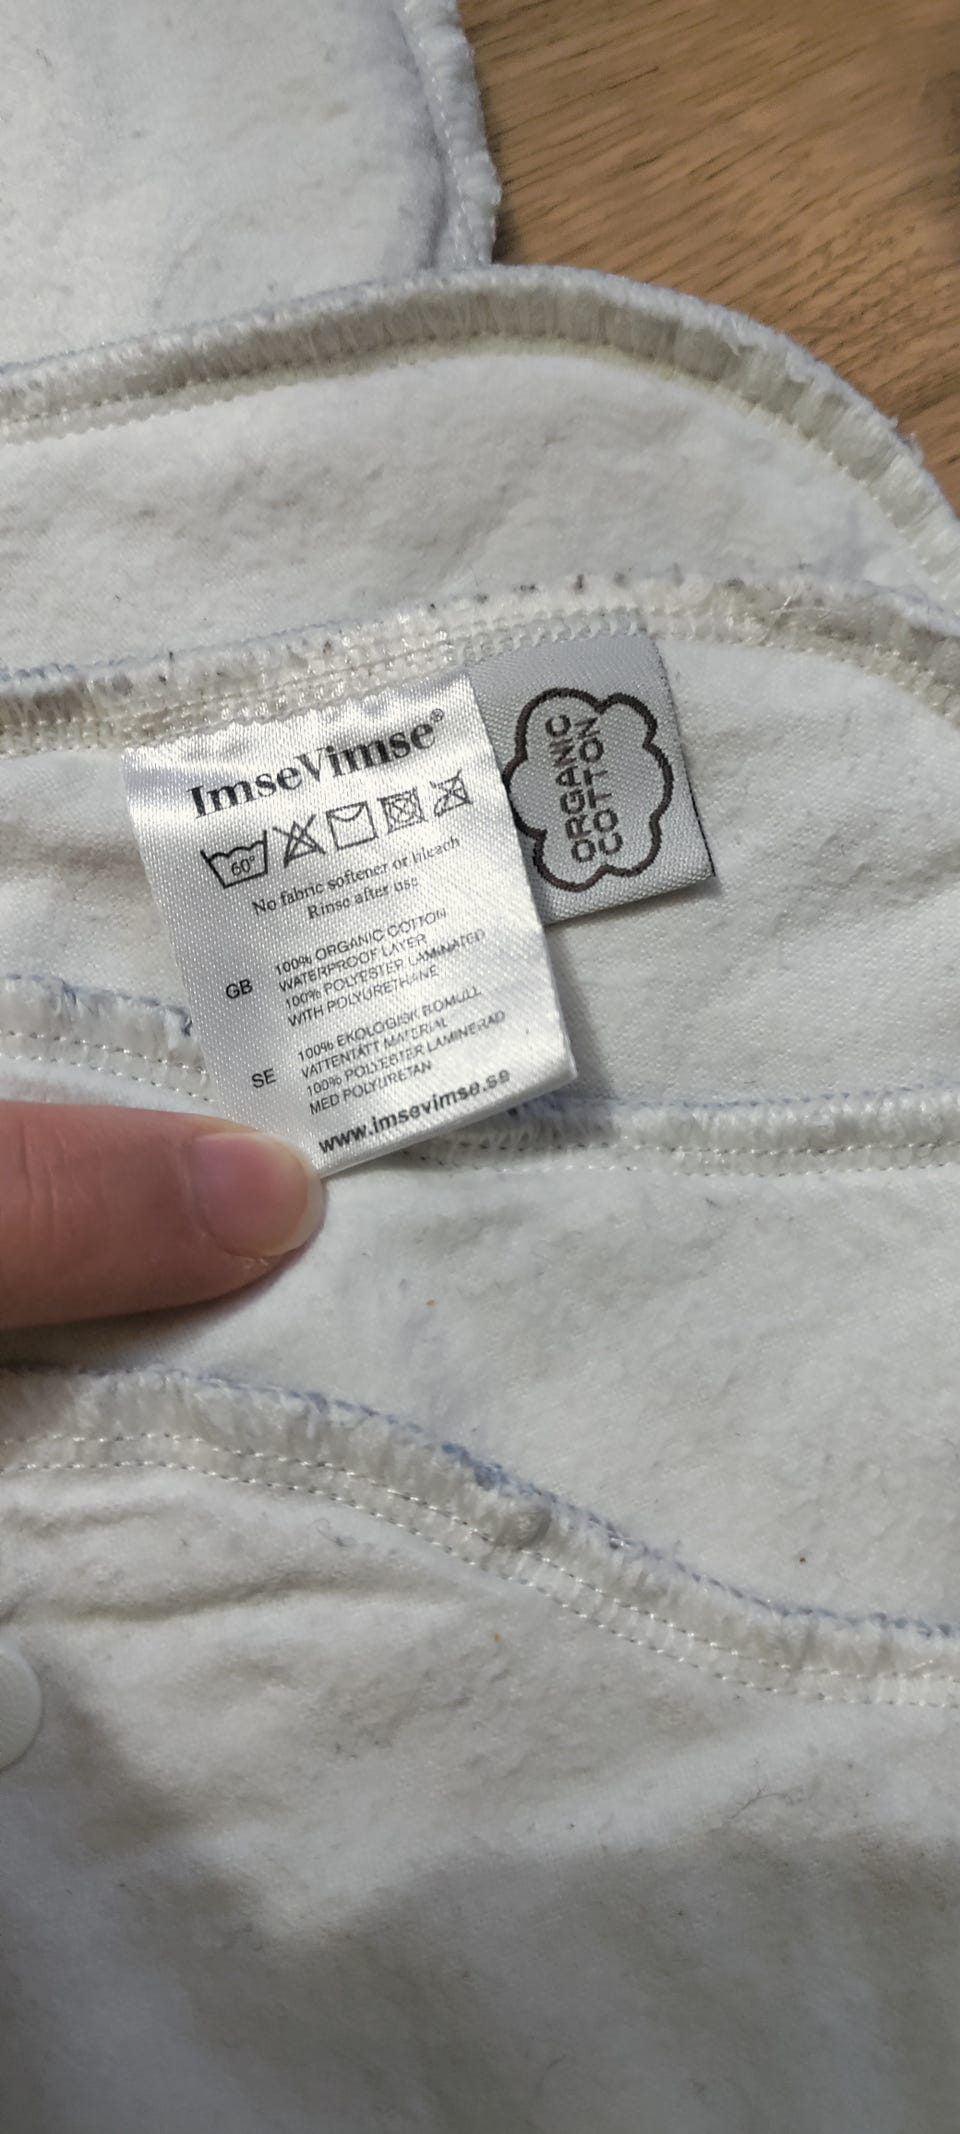 ImseVimse®
60°
No fabric softener or bleach
Rinse after use
GB
100% ORGANIC COTTON
WATERPROOF LAYER
100% POLYESTER LAMINATED
WITH POLYURETHANE
SE
100% EKOLOGISK BOMULL
VATTENTÄTT MATERIAL
100% POLYESTER LAMINERAD
MED POLYURETAN
www.imsevimse.se
ORGANIC
COTTON